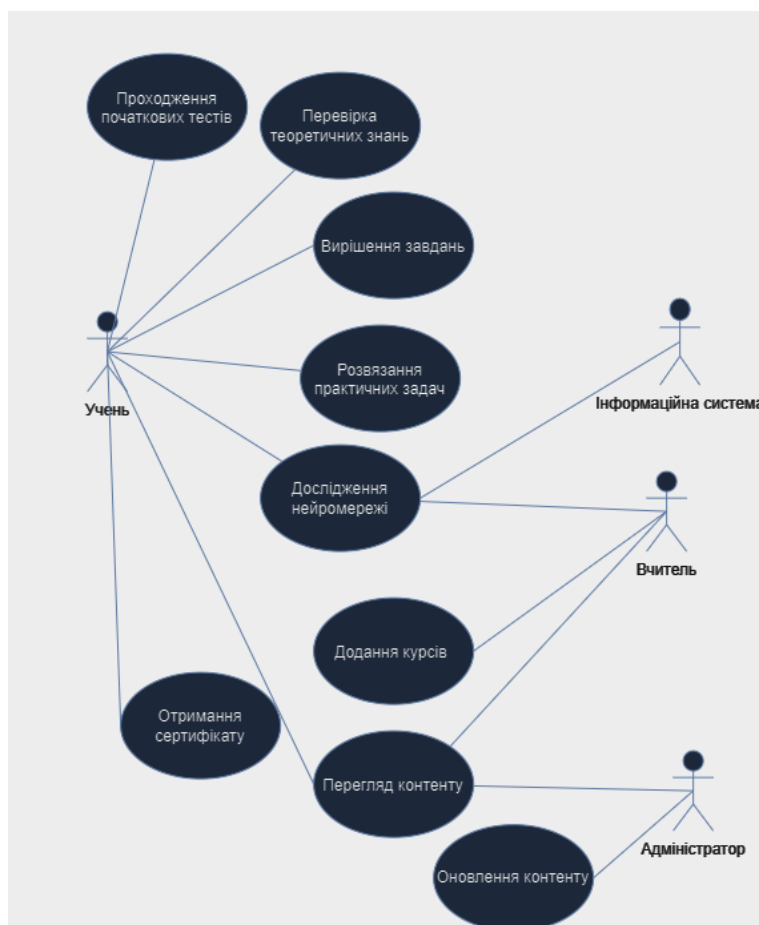 Проходження
початкових тестів
Перевірка
теоретичних знань
Вирішення завдань
Розвязання
практичних задач
Інформаційна система
Учень
Дослідження
нейромережі
Вчитель
Додання курсів
Отримання
сертифікату
Перегляд контенту
Адміністратор
Оновлення контенту